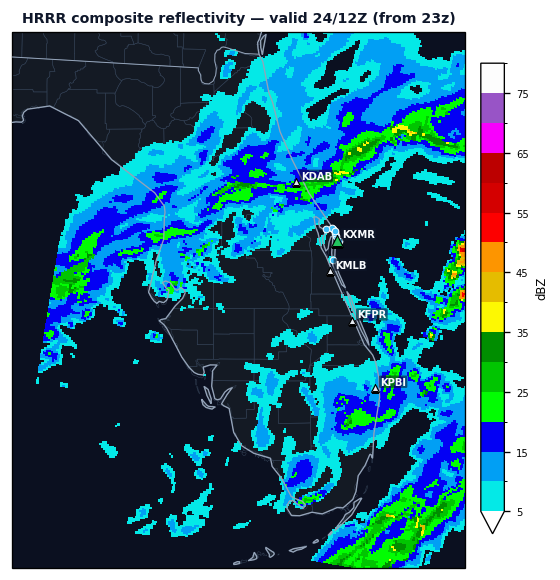 HRRR composite reflectivity — valid 24/12Z (from 23z)
KDAB
KXMR
KMLB
KFPR
KPBI
75
65
55
45
35
25
15
5
dBZ